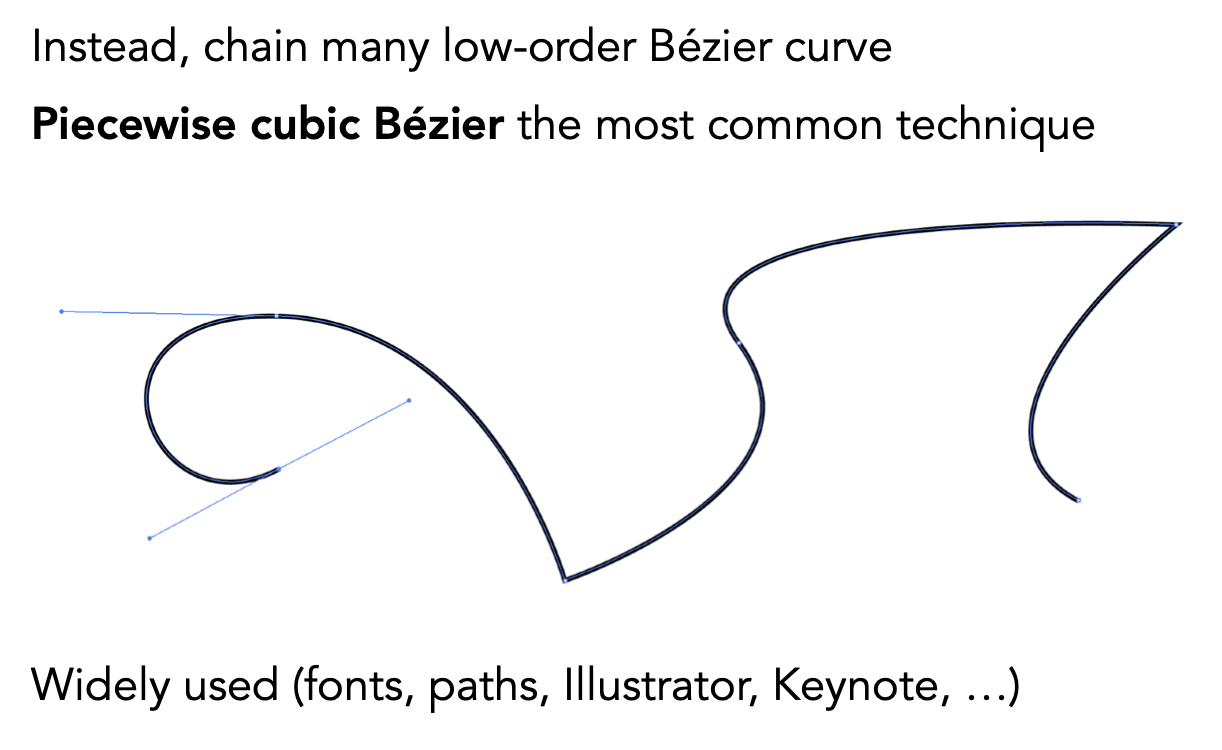 Instead, chain many low-order Bézier curve
Piecewise cubic Bézier the most common technique
Widely used (fonts, paths, Illustrator, Keynote, …)